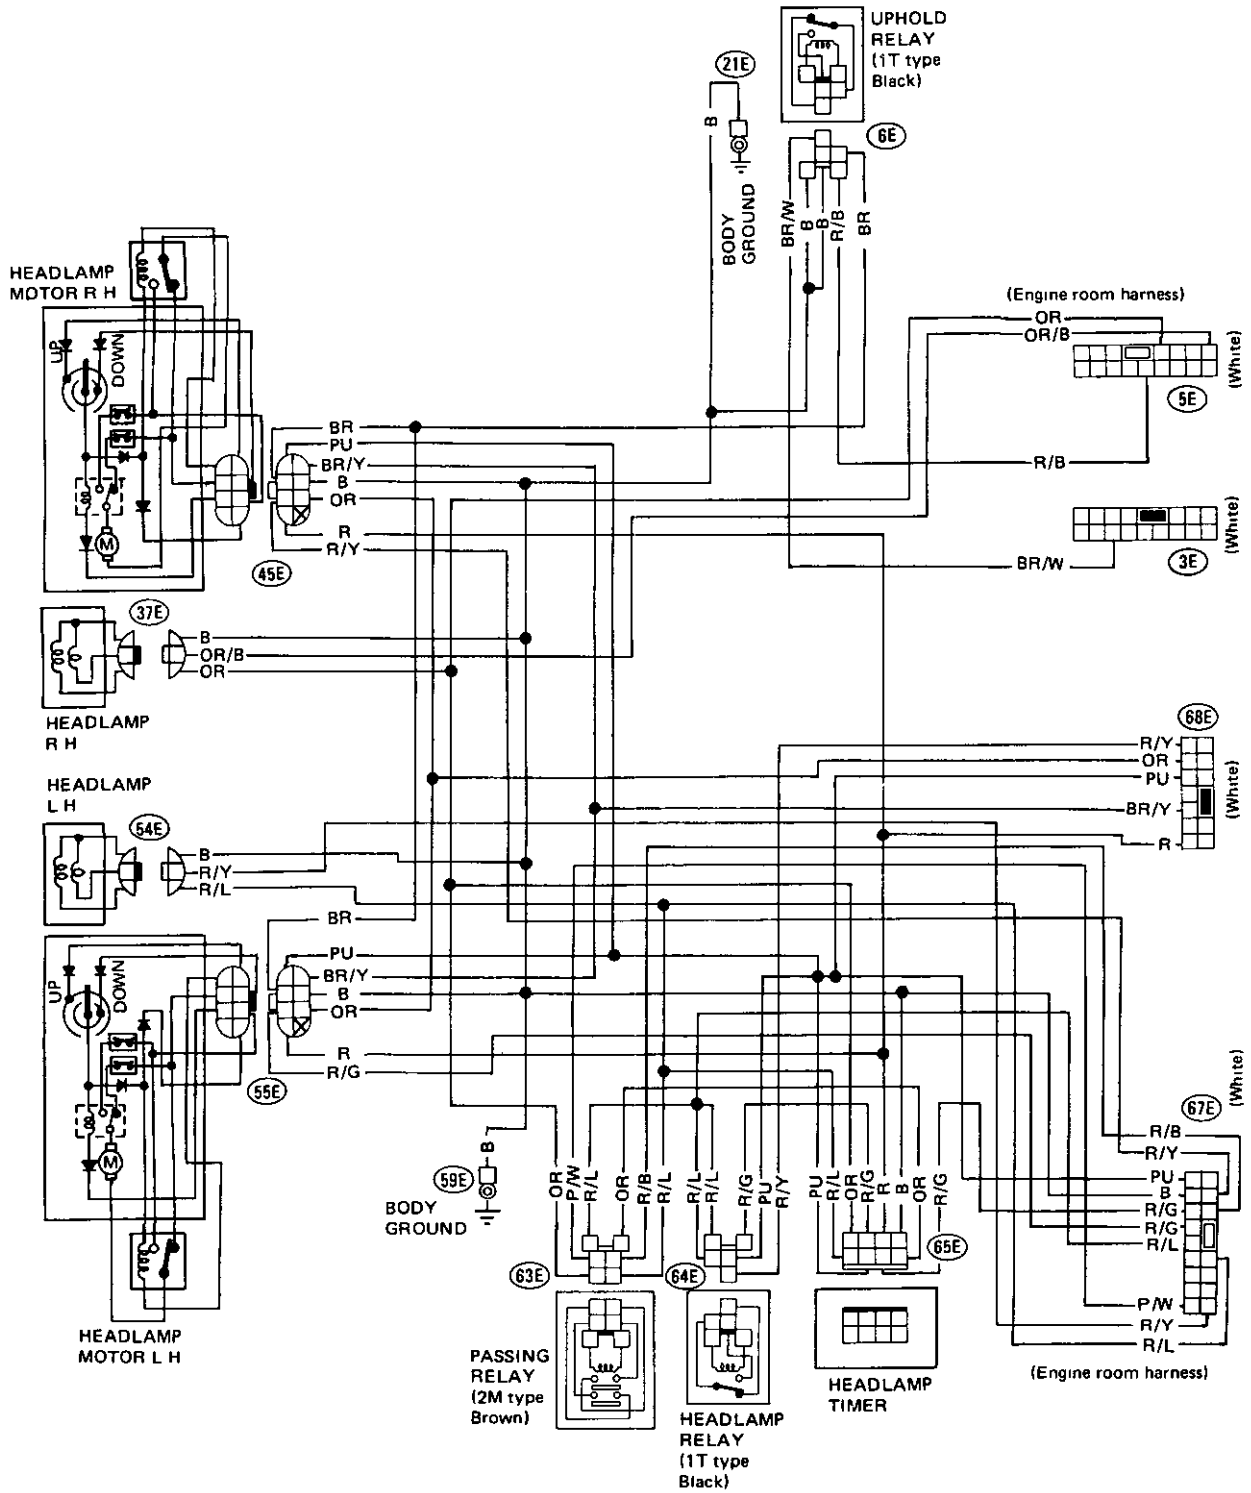 UPHOLD
RELAY
(1T type
Black)
21E
6E
B
BODY
GROUND
BR/W
B
B
R/B
BR
HEADLAMP
MOTOR R H
UP
DOWN
M
(Engine room harness)
OR
OR/B
(White)
5E
R/B
(White)
3E
BR/W
BR
PU
BR/Y
B
OR
R
R/Y
45E
37E
B
OR/B
OR
HEADLAMP
R H
68E
R/Y
OR
PU
BR/Y
R
(White)
HEADLAMP
L H
54E
B
R/Y
R/L
BR
PU
BR/Y
B
OR
R
R/G
55E
UP
DOWN
M
B
59E
BODY
GROUND
OR
P/W
R/L
OR
R/B
R/L
R/L
R/L
R/G
PU
R/Y
PU
R/L
OR
R/G
R
B
OR
R/G
(White)
67E
R/B
R/Y
PU
B
R/G
R/G
R/L
P/W
R/Y
R/L
(Engine room harness)
63E
64E
65E
HEADLAMP
MOTOR L H
PASSING
RELAY
(2M type
Brown)
HEADLAMP
RELAY
(1T type
Black)
HEADLAMP
TIMER